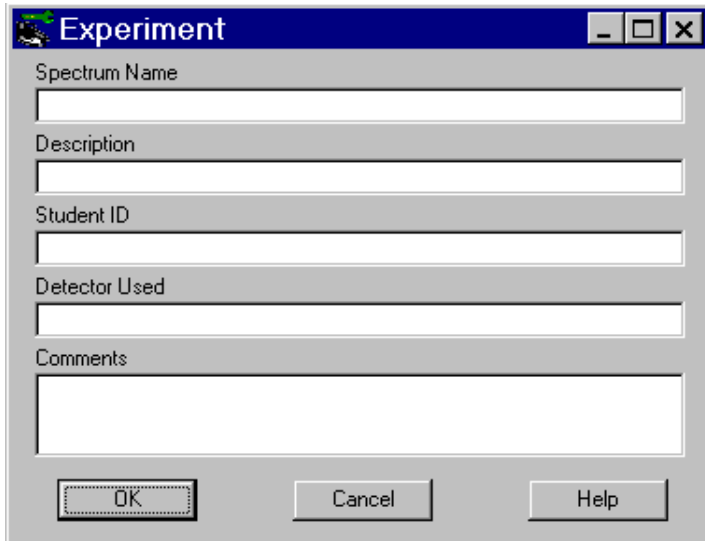 Experiment
Spectrum Name
Description
Student ID
Detector Used
Comments
OK Cancel Help